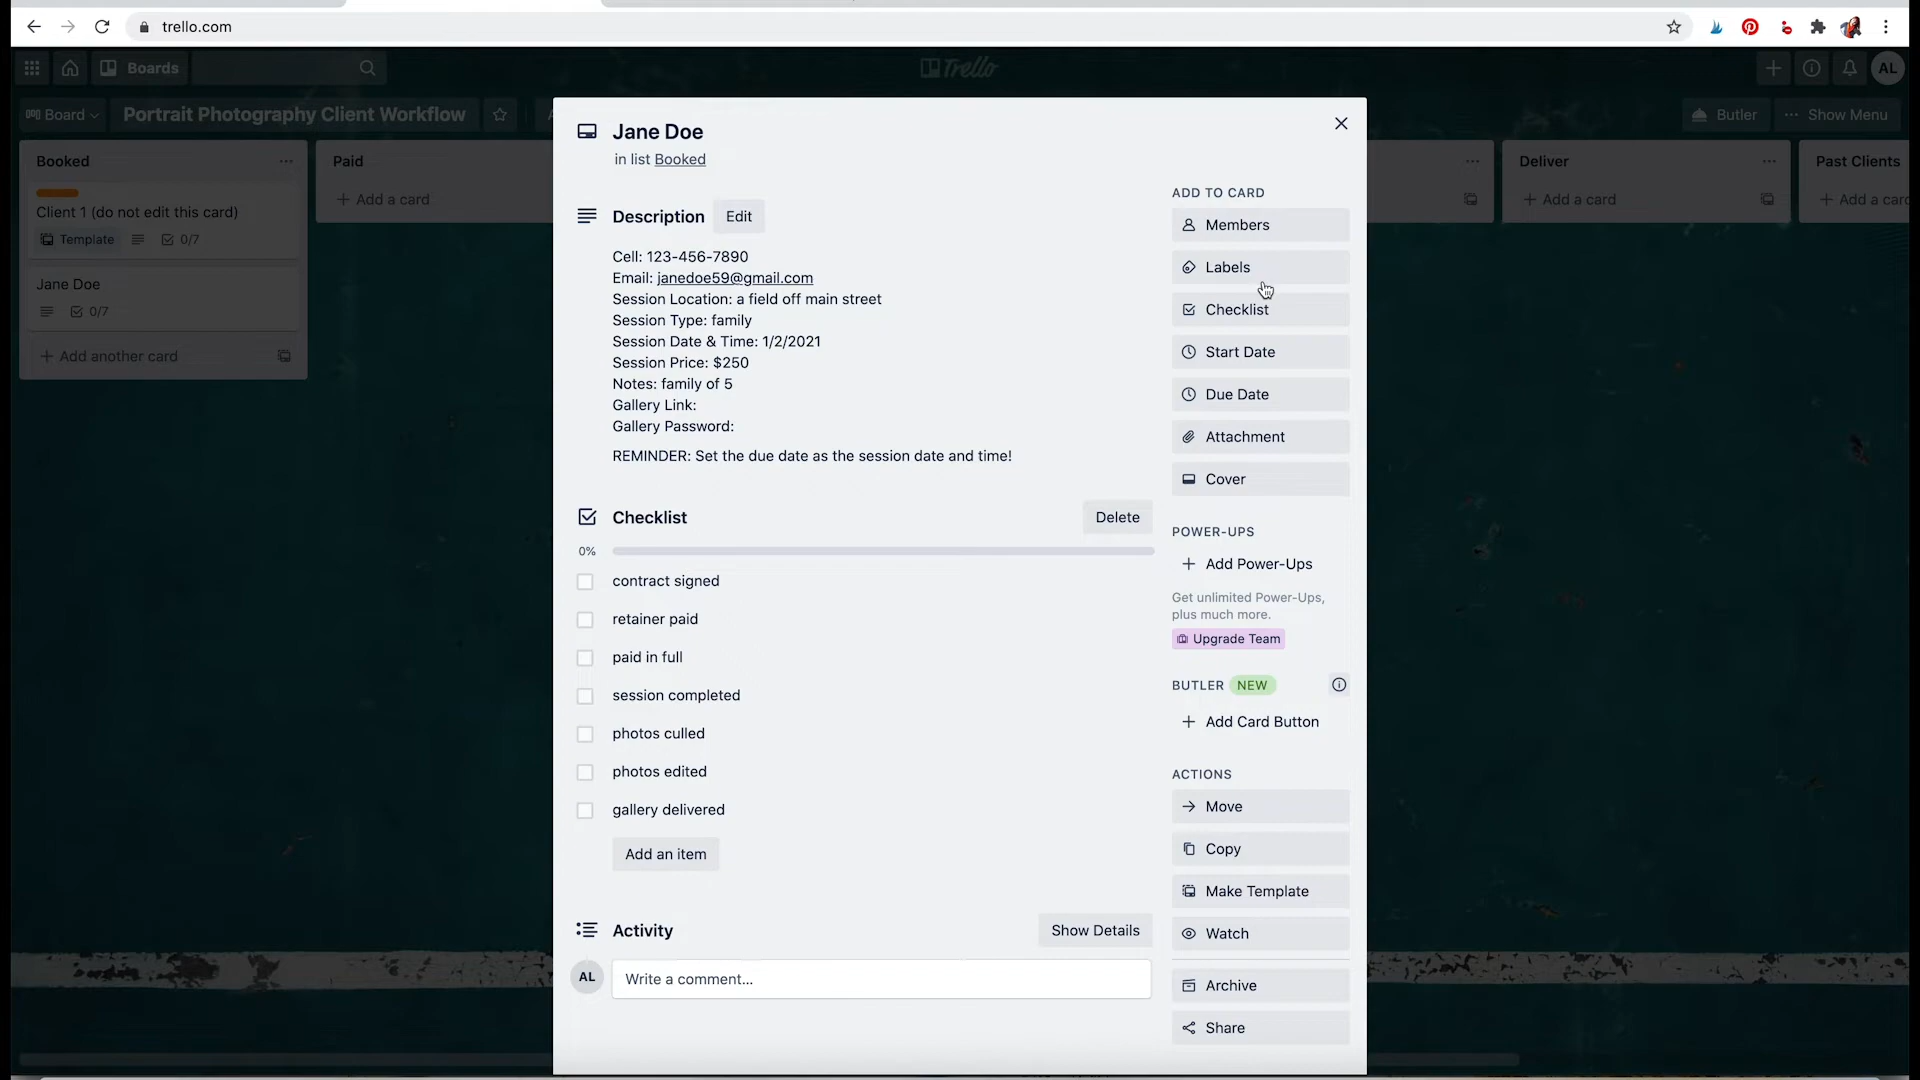 trello.com
Boards
Trello
AL
Board
Portrait Photography Client Workflow
Butler
Show Menu
Booked
Client 1 (do not edit this card)
Template
0/7
Jane Doe
0/7
+ Add another card
Paid
+ Add a card
Deliver
+ Add a card
Past Clients
Jane Doe
in list Booked
Description
Edit
Cell: 123-456-7890
Email: janedoe59@gmail.com
Session Location: a field off main street
Session Type: family
Session Date & Time: 1/2/2021
Session Price: $250
Notes: family of 5
Gallery Link:
Gallery Password:
REMINDER: Set the due date as the session date and time!
Checklist
Delete
0%
contract signed
retainer paid
paid in full
session completed
photos culled
photos edited
gallery delivered
Add an item
Activity
Show Details
AL
Write a comment...
ADD TO CARD
Members
Labels
Checklist
Start Date
Due Date
Attachment
Cover
POWER-UPS
+ Add Power-Ups
Get unlimited Power-Ups,
plus much more.
Upgrade Team
BUTLER NEW
+ Add Card Button
ACTIONS
Move
Copy
Make Template
Watch
Archive
Share